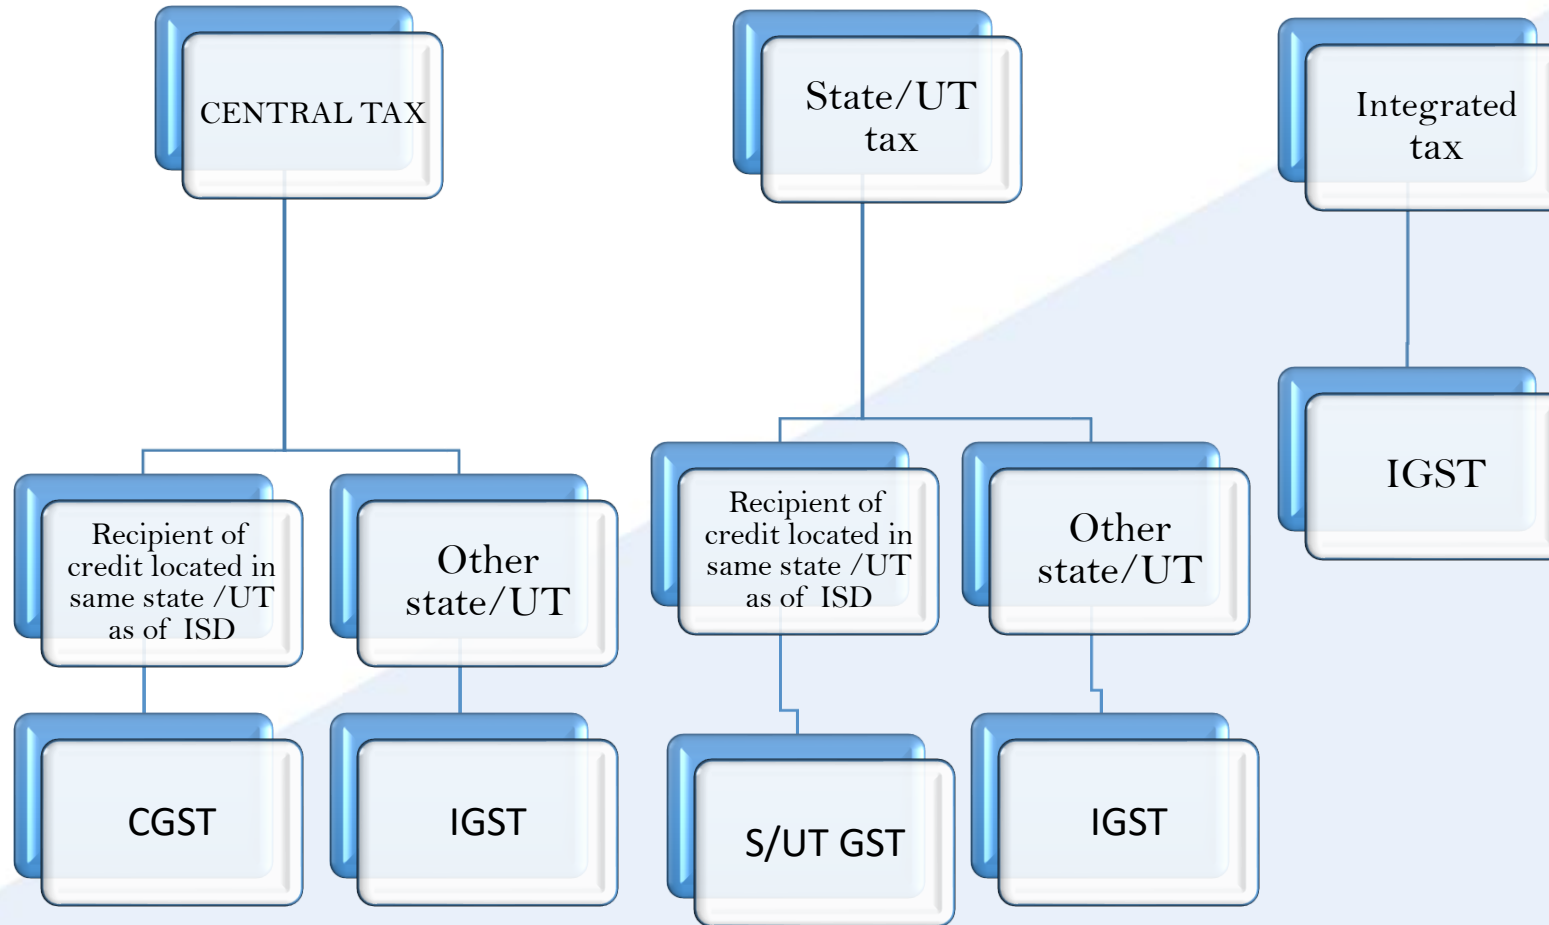 CENTRAL TAX
State/UT
tax
Integrated
tax
Recipient of
credit located in
same state /UT
as of ISD
Other
state/UT
Recipient of
credit located in
same state /UT
as of ISD
Other
state/UT
IGST
CGST
IGST
S/UT GST
IGST